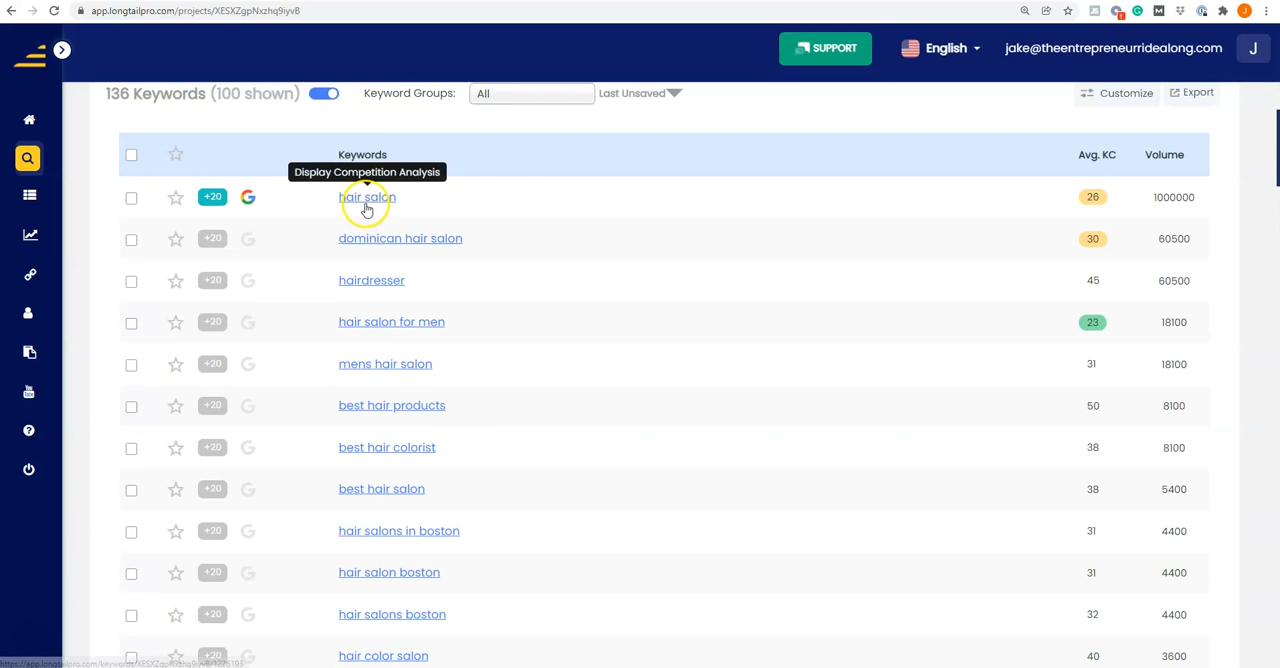 app.longtailpro.com/projects/XESXZgpNxzhq9iyvB
SUPPORT
English
jake@theentrepreneurridealong.com
J
136 Keywords (100 shown)
Keyword Groups:
All
Last Unsaved
Customize
Export
Keywords
Avg. KC
Volume
Display Competition Analysis
+20 hair salon 26 1000000
+20 dominican hair salon 30 60500
+20 hairdresser 45 60500
+20 hair salon for men 23 18100
+20 mens hair salon 31 18100
+20 best hair products 50 8100
+20 best hair colorist 38 8100
+20 best hair salon 38 5400
+20 hair salons in boston 31 4400
+20 hair salon boston 31 4400
+20 hair salons boston 32 4400
+20 hair color salon 40 3600